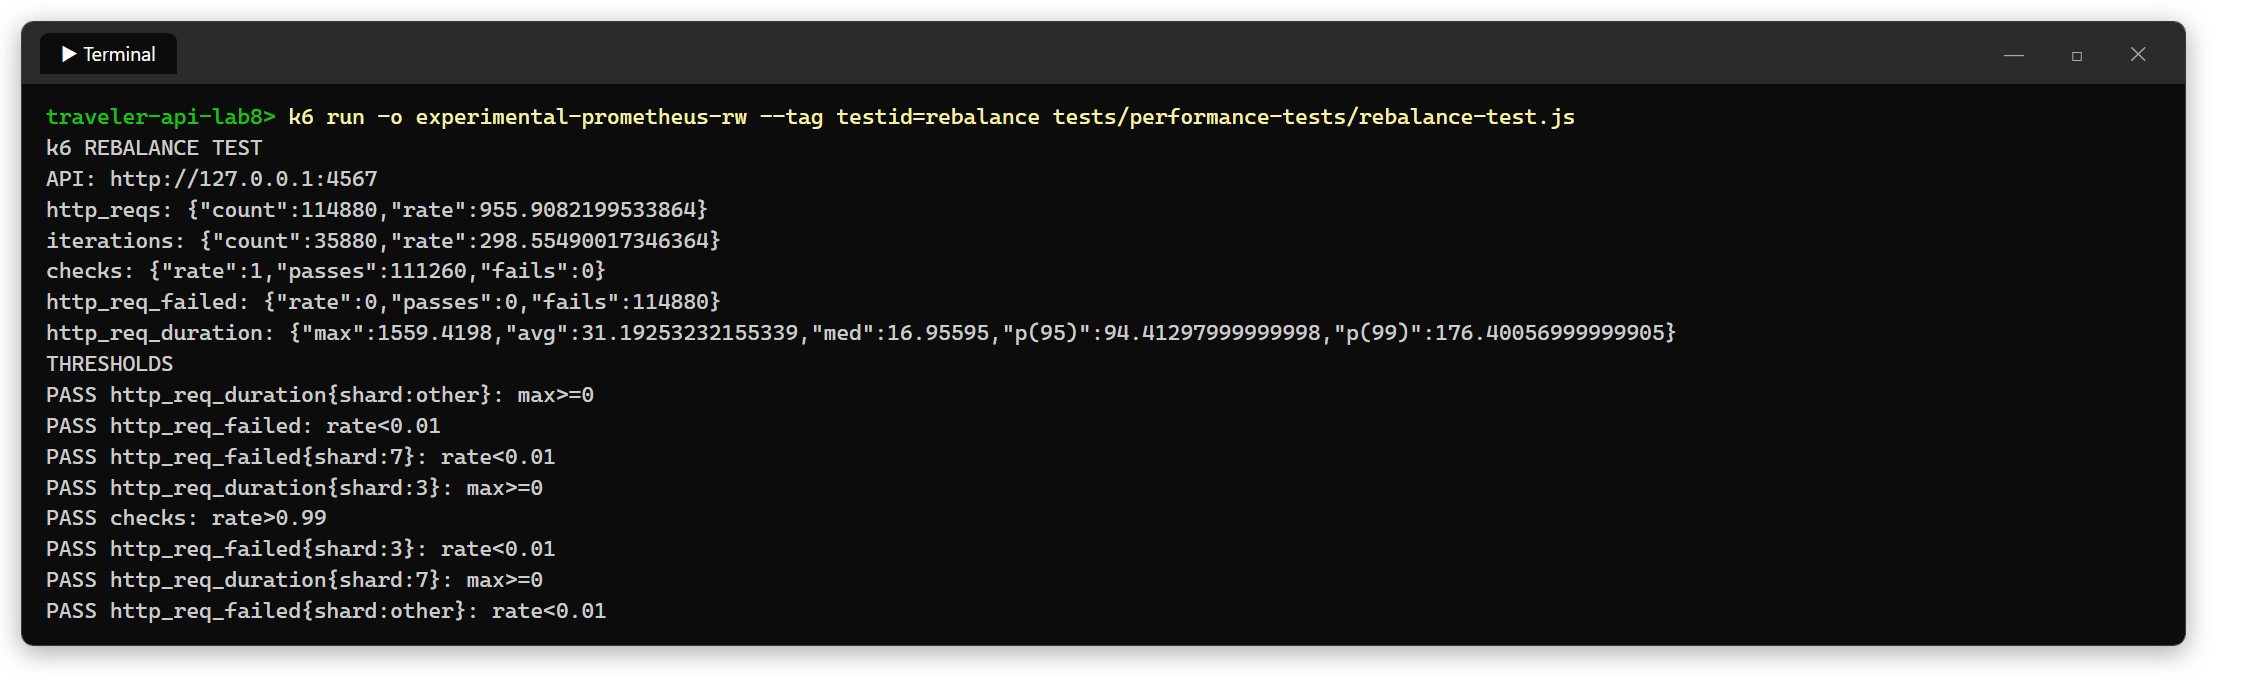 ▶ Terminal
traveler-api-lab8> k6 run -o experimental-prometheus-rw --tag testid=rebalance tests/performance-tests/rebalance-test.js
k6 REBALANCE TEST
API: http://127.0.0.1:4567
http_reqs: {"count":114880,"rate":955.9082199533864}
iterations: {"count":35880,"rate":298.55490017346364}
checks: {"rate":1,"passes":111260,"fails":0}
http_req_failed: {"rate":0,"passes":0,"fails":114880}
http_req_duration: {"max":1559.4198,"avg":31.19253232155339,"med":16.95595,"p(95)":94.41297999999998,"p(99)":176.40056999999905}
THRESHOLDS
PASS http_req_duration{shard:other}: max>=0
PASS http_req_failed: rate<0.01
PASS http_req_failed{shard:7}: rate<0.01
PASS http_req_duration{shard:3}: max>=0
PASS checks: rate>0.99
PASS http_req_failed{shard:3}: rate<0.01
PASS http_req_duration{shard:7}: max>=0
PASS http_req_failed{shard:other}: rate<0.01